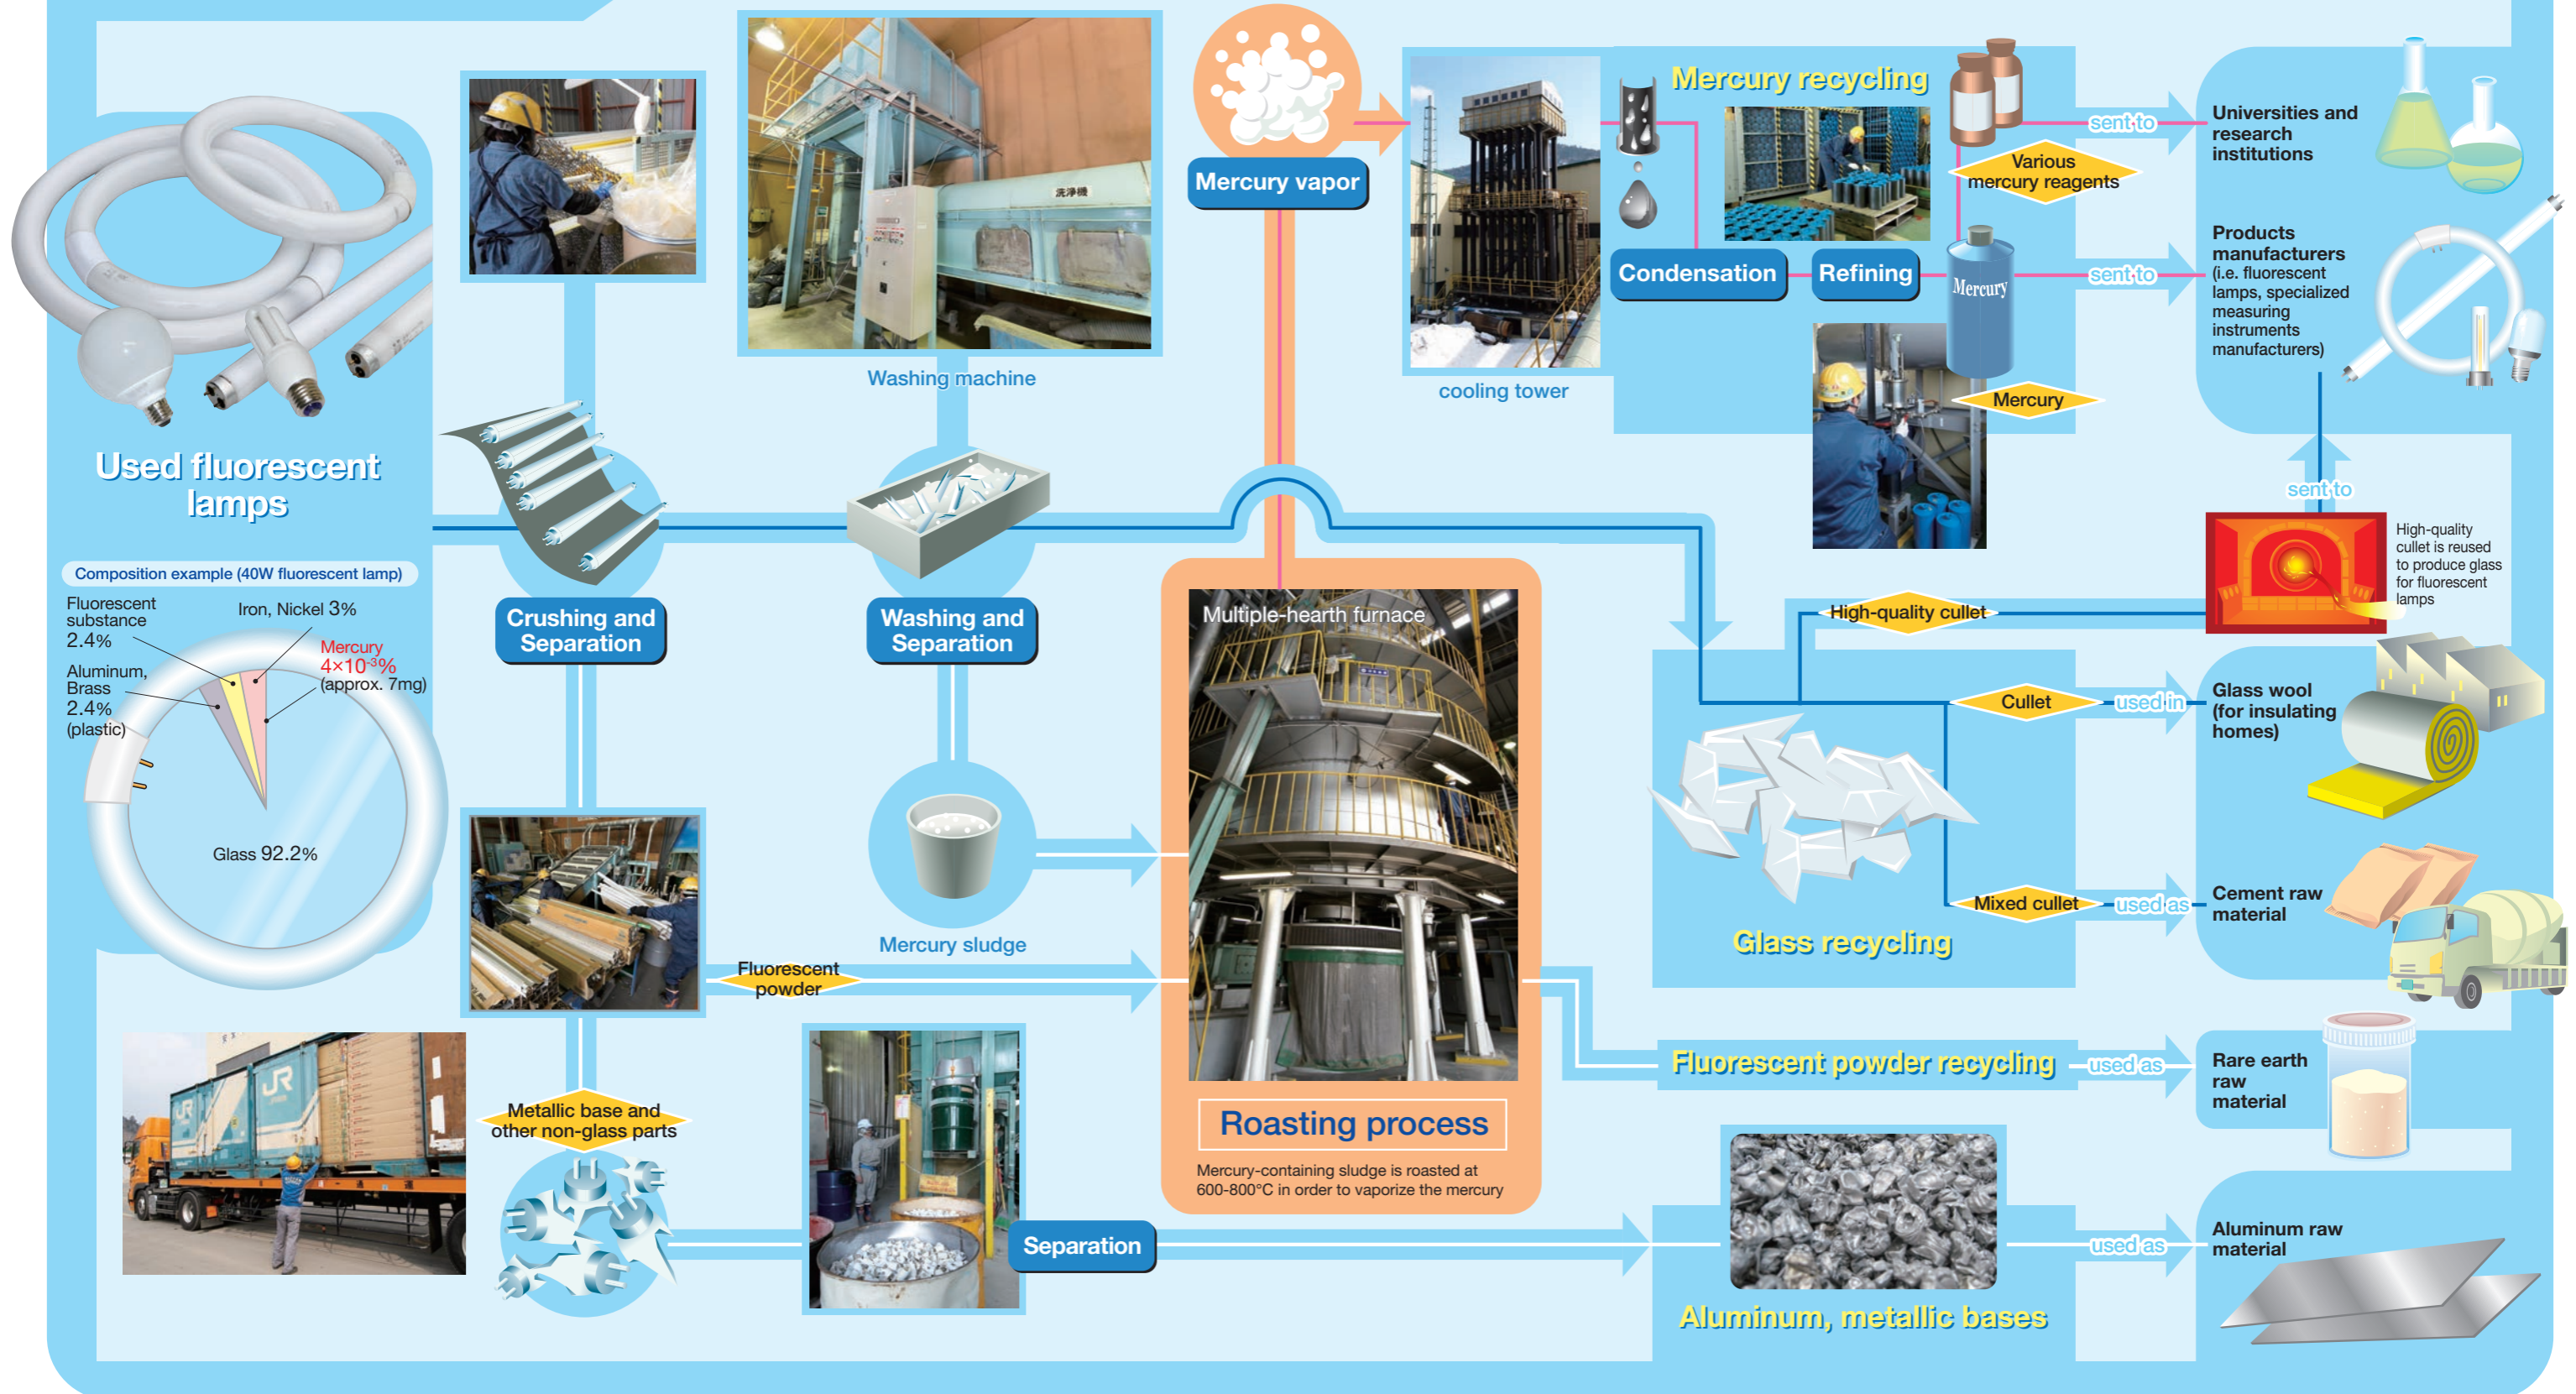 Used fluorescent
lamps
Composition example (40W fluorescent lamp)
Fluorescent
substance
2.4%
Iron, Nickel 3%
Mercury
4×10⁻³%
(approx. 7mg)
Aluminum,
Brass
2.4%
(plastic)
Glass 92.2%
洗浄機
Washing machine
Crushing and
Separation
Washing and
Separation
Mercury sludge
Fluorescent
powder
JR
JR
Metallic base and
other non-glass parts
Separation
Mercury vapor
Multiple-hearth furnace
Roasting process
Mercury-containing sludge is roasted at
600-800°C in order to vaporize the mercury
cooling tower
Mercury recycling
Condensation
Refining
Mercury
Various
mercury reagents
Mercury
sent to
sent to
Universities and
research
institutions
Products
manufacturers
(i.e. fluorescent
lamps, specialized
measuring
instruments
manufacturers)
sent to
High-quality
cullet is reused
to produce glass
for fluorescent
lamps
High-quality cullet
Cullet
used in
Glass wool
(for insulating
homes)
Mixed cullet
used as
Cement raw
material
Glass recycling
Fluorescent powder recycling
used as
Rare earth
raw
material
Aluminum, metallic bases
used as
Aluminum raw
material